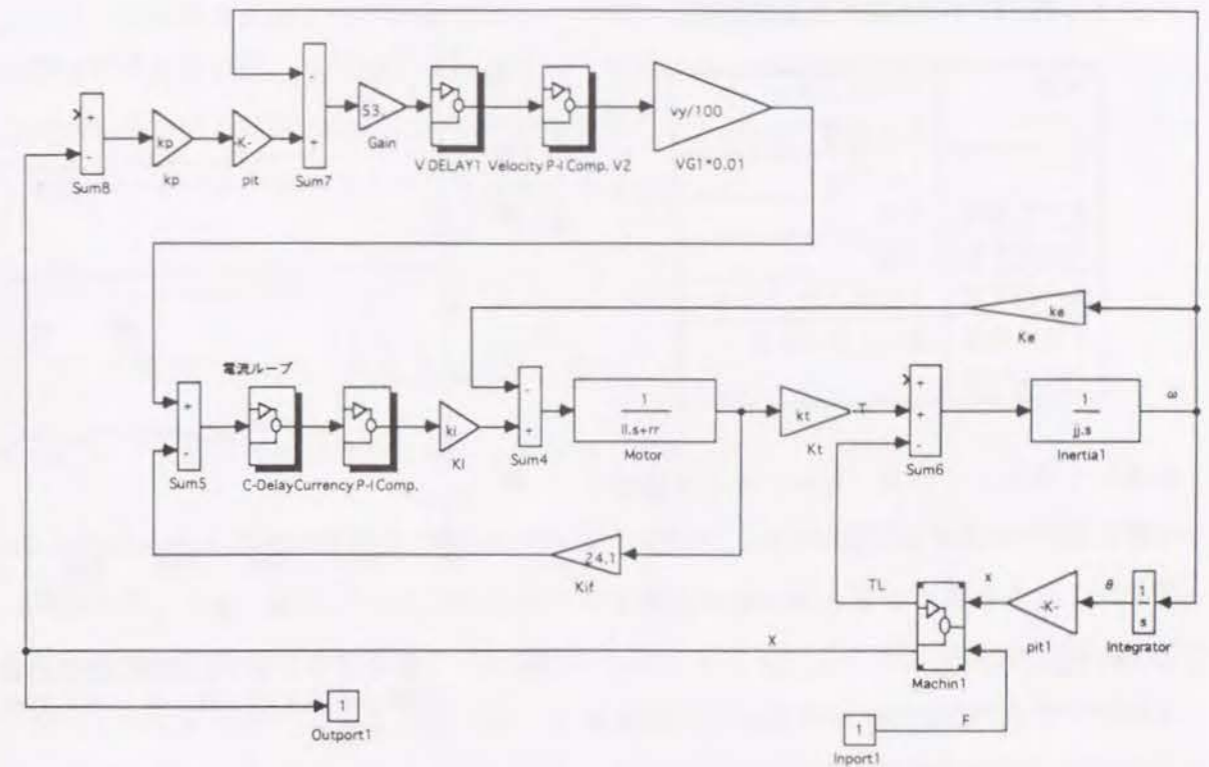 -
+
-
Sum8
kp
kp
-K-
pit
-
+
Sum7
53.
Gain
V DELAY1
Velocity P-I Comp. V2
vy/100
VG1*0.01
ke
Ke
電流ループ
+
-
Sum5
C-Delay
Currency P-I Comp.
ki
KI
-
+
Sum4
1
ll.s+rr
Motor
kt
Kt
T
+
+
-
Sum6
1
jj.s
Inertia1
ω
24.1
Kif
TL
x
-K-
pit1
θ
1
s
Integrator
X
Machin1
1
Outport1
F
1
Inport1